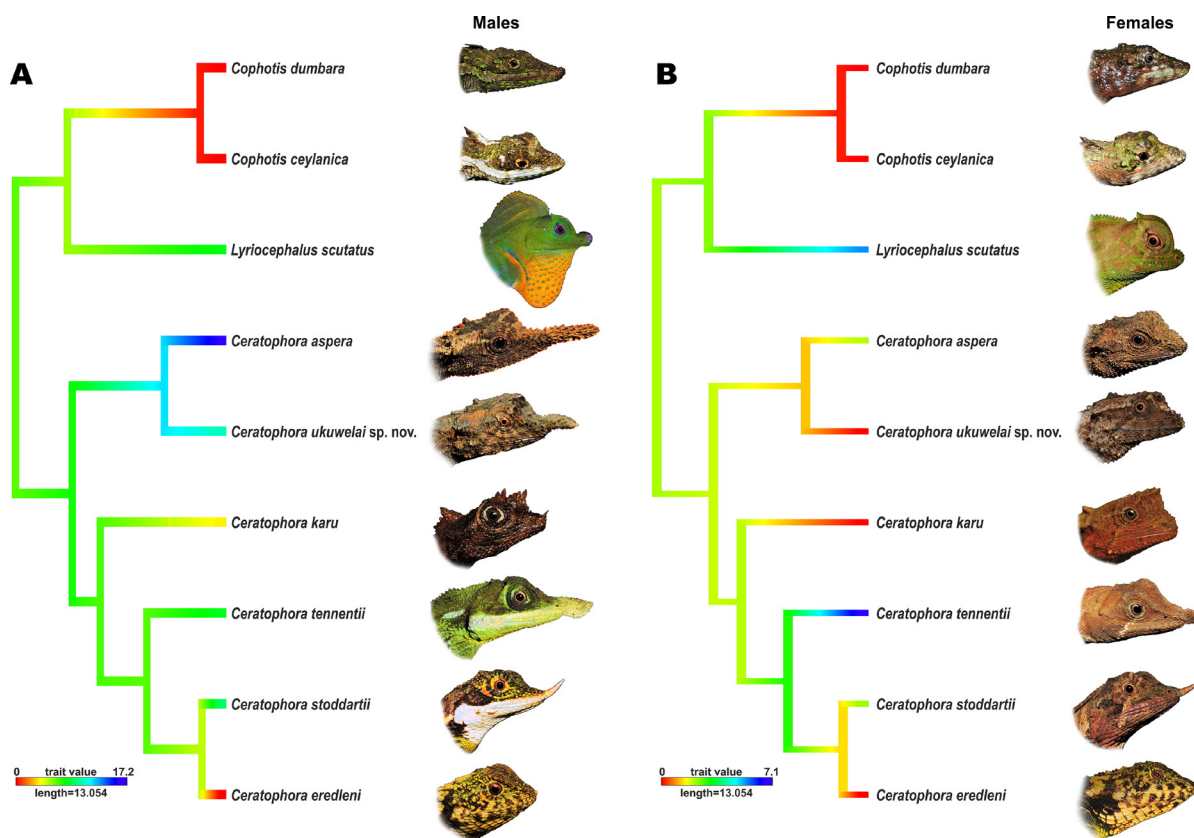 Males
A
Cophotis dumbara
Cophotis ceylanica
Lyriocephalus scutatus
Ceratophora aspera
Ceratophora ukuwelai sp. nov.
Ceratophora karu
Ceratophora tennentii
Ceratophora stoddartii
Ceratophora eredleni
0 trait value 17.2
length=13.054
Females
B
Cophotis dumbara
Cophotis ceylanica
Lyriocephalus scutatus
Ceratophora aspera
Ceratophora ukuwelai sp. nov.
Ceratophora karu
Ceratophora tennentii
Ceratophora stoddartii
Ceratophora eredleni
0 trait value 7.1
length=13.054